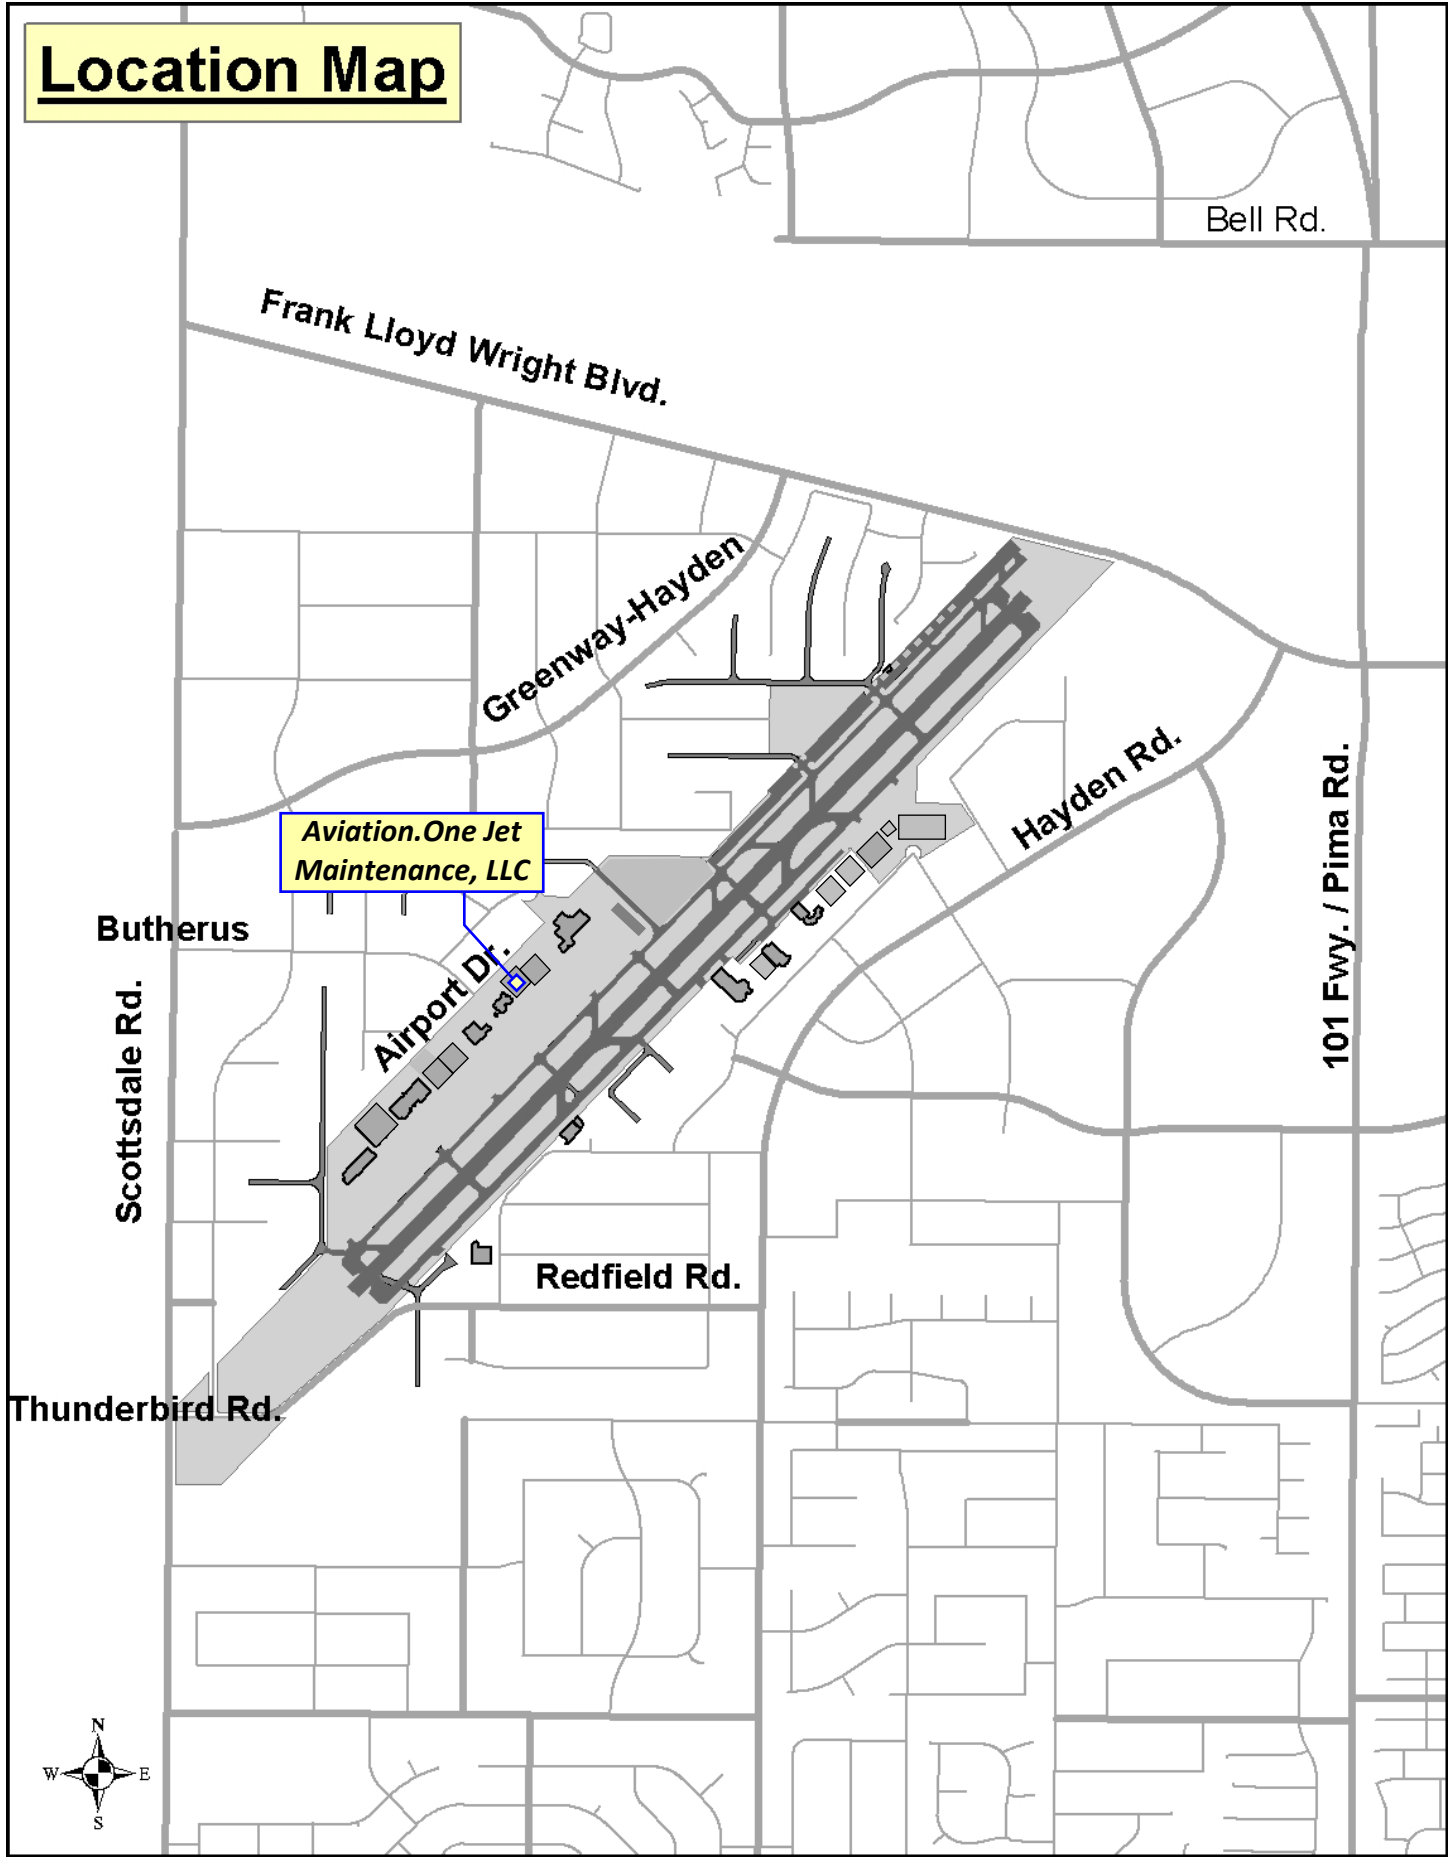 Location Map
Bell Rd.
Frank Lloyd Wright Blvd.
Greenway-Hayden
Hayden Rd.
101 Fwy. / Pima Rd.
Aviation.One Jet
Maintenance, LLC
Butherus
Airport Dr.
Scottsdale Rd.
Redfield Rd.
Thunderbird Rd.
N
W E
S